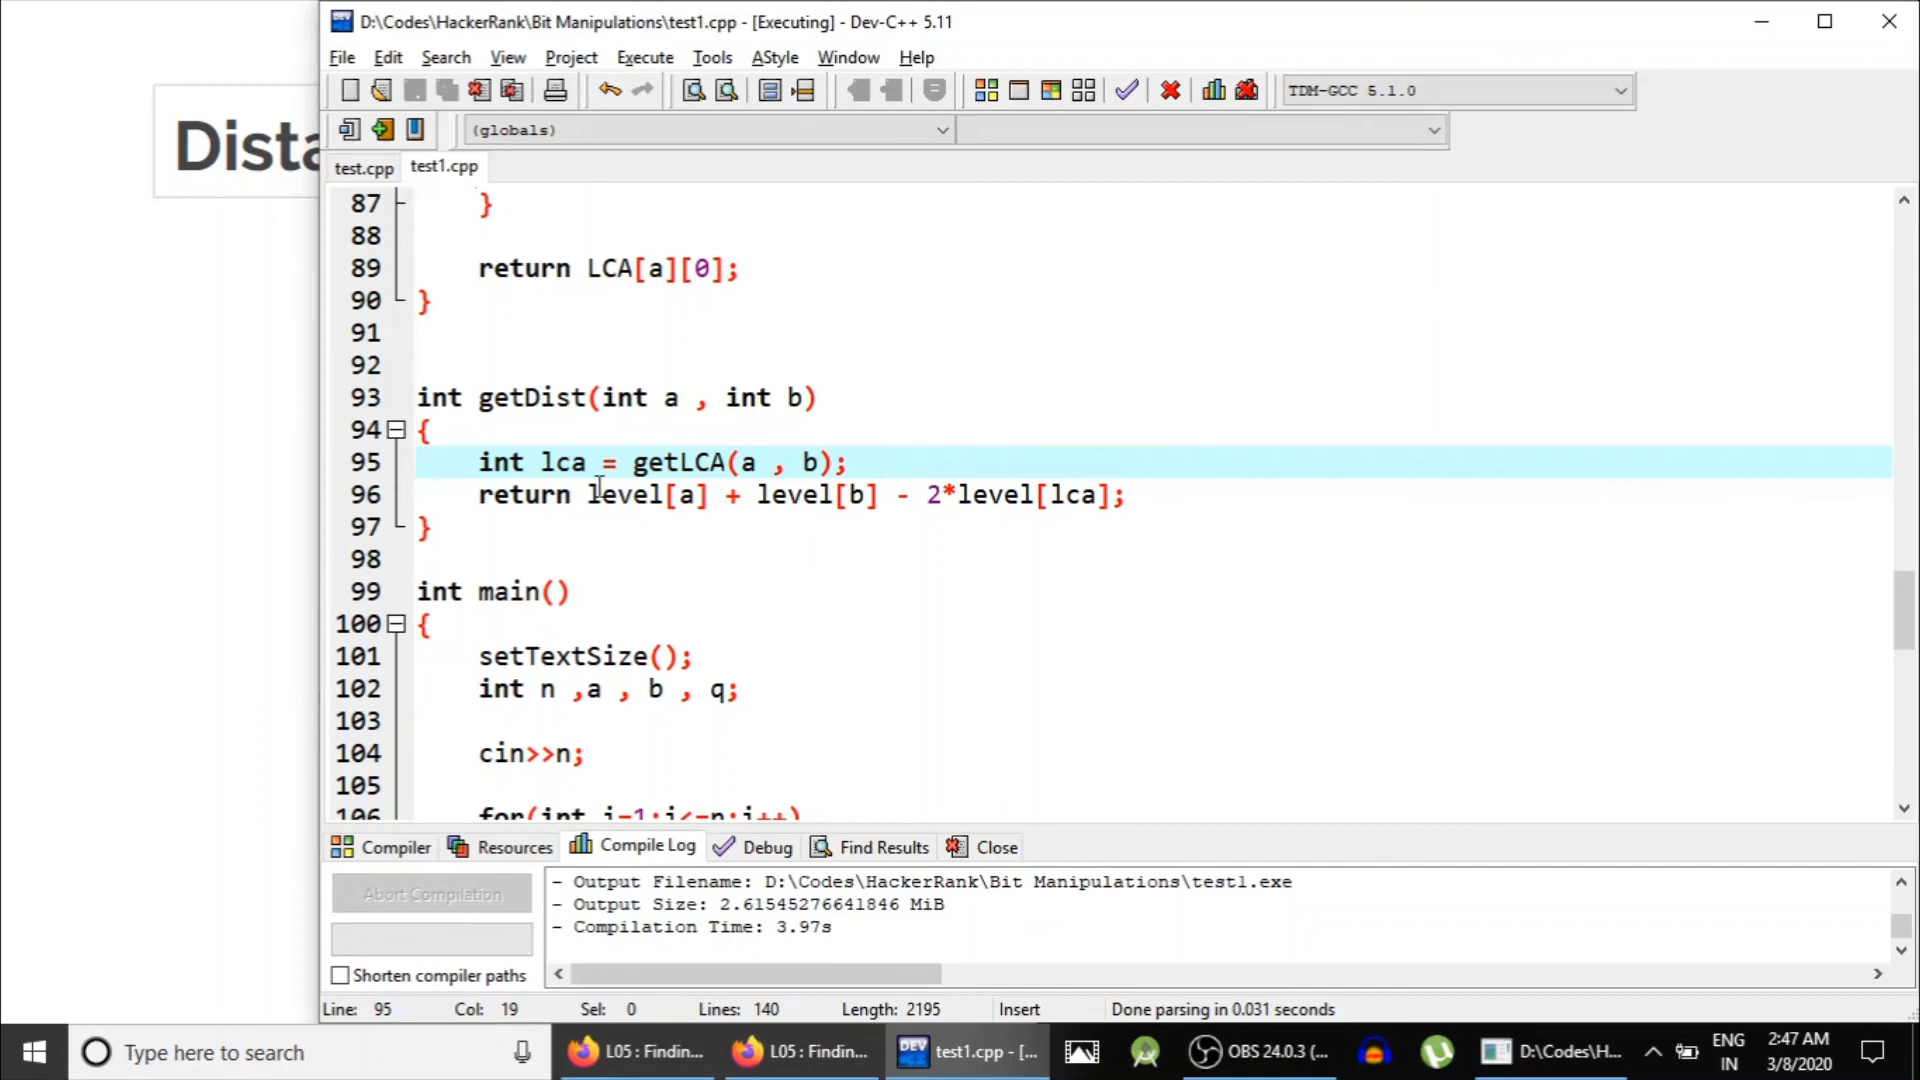 D:\Codes\HackerRank\Bit Manipulations\test1.cpp - [Executing] - Dev-C++ 5.11
File Edit Search View Project Execute Tools AStyle Window Help
TDM-GCC 5.1.0
(globals)
test.cpp test1.cpp
Dista
87 }
88
89 return LCA[a][0];
90 }
91
92
93 int getDist(int a , int b)
94 {
95 int lca = getLCA(a , b);
96 return level[a] + level[b] - 2*level[lca];
97 }
98
99 int main()
100 {
101 setTextSize();
102 int n ,a , b , q;
103
104 cin>>n;
105
106 for(int i=1;i<=n;i++)
Compiler Resources Compile Log Debug Find Results Close
Abort Compilation
Shorten compiler paths
- Output Filename: D:\Codes\HackerRank\Bit Manipulations\test1.exe
- Output Size: 2.61545276641846 MiB
- Compilation Time: 3.97s
Line: 95 Col: 19 Sel: 0 Lines: 140 Length: 2195 Insert Done parsing in 0.031 seconds
Type here to search
L05 : Findin...
L05 : Findin...
DEV
test1.cpp - [...
OBS 24.0.3 (...
D:\Codes\H...
ENG
IN
2:47 AM
3/8/2020